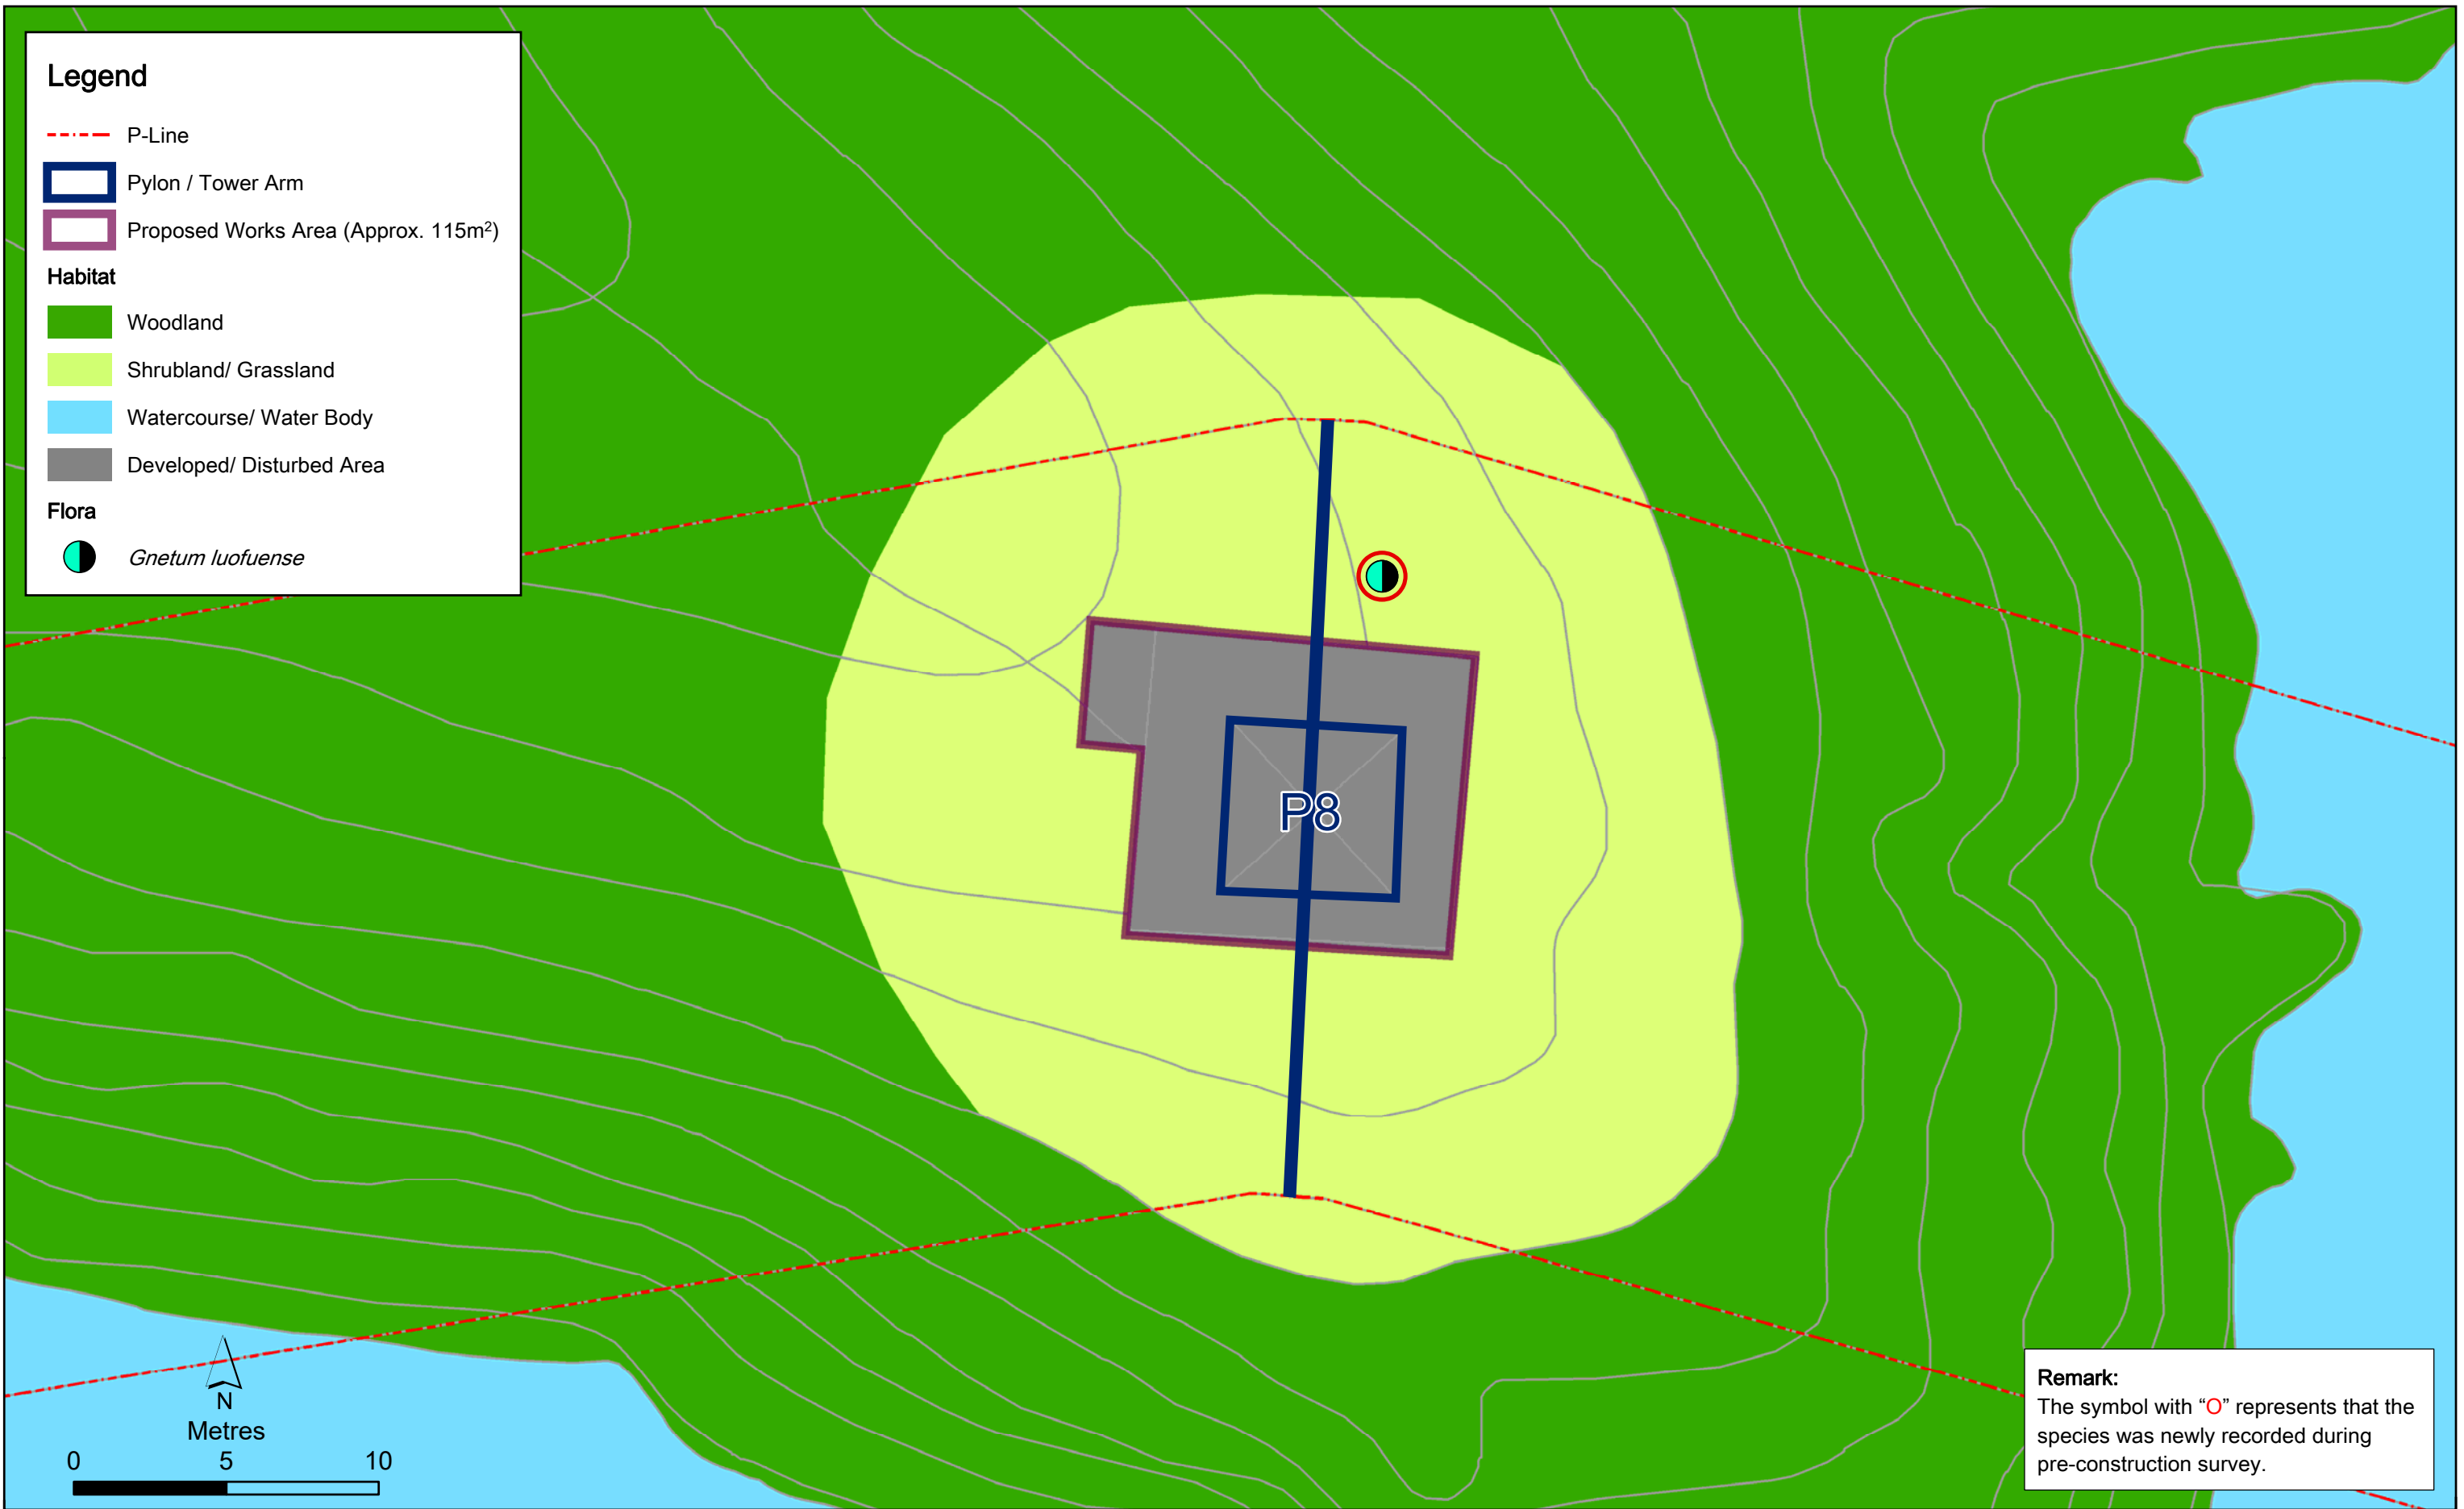 Legend
P-Line
Pylon / Tower Arm
Proposed Works Area (Approx. 115m²)
Habitat
Woodland
Shrubland/ Grassland
Watercourse/ Water Body
Developed/ Disturbed Area
Flora
Gnetum luofuense
P8
N
Metres
0 5 10
Remark:
The symbol with “O” represents that the
species was newly recorded during
pre-construction survey.